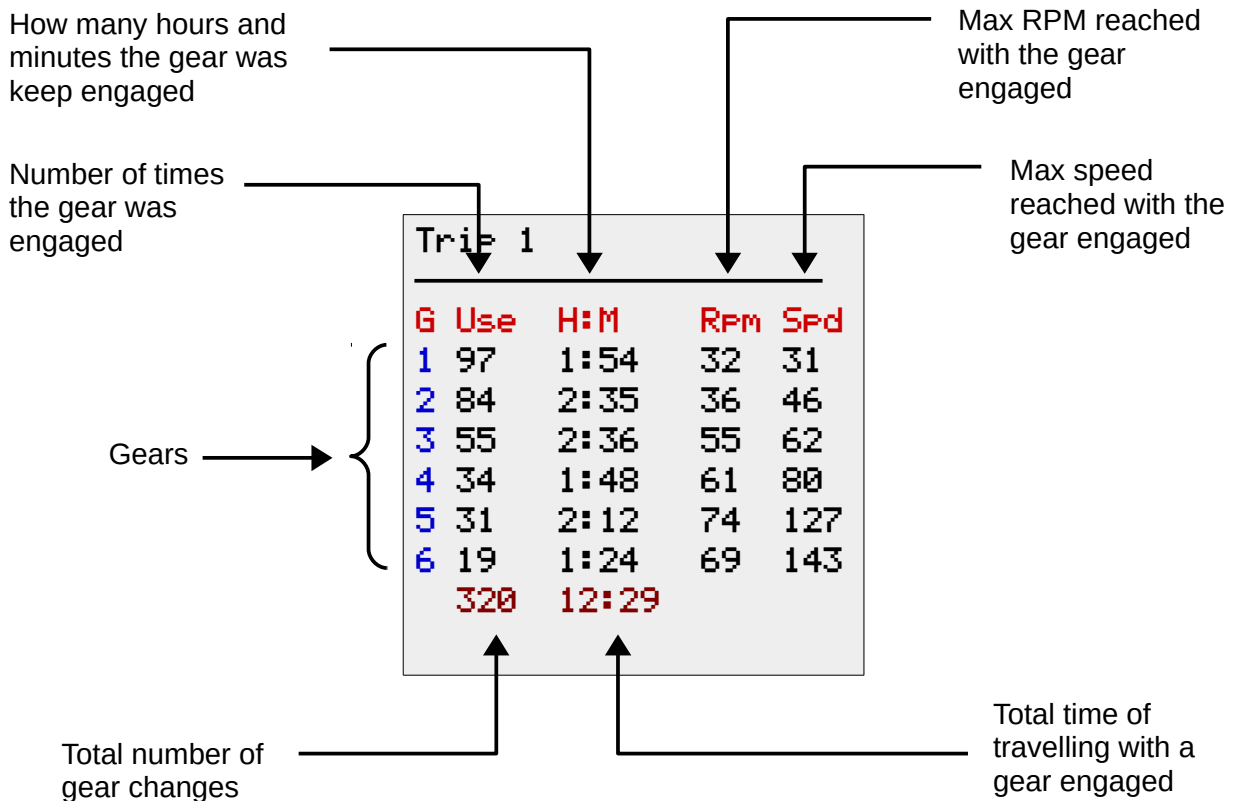 How many hours and
minutes the gear was
keep engaged
Max RPM reached
with the gear
engaged
Number of times
the gear was
engaged
Max speed
reached with the
gear engaged
Trip 1
G Use H:M Rpm Spd
1 97 1:54 32 31
2 84 2:35 36 46
3 55 2:36 55 62
4 34 1:48 61 80
5 31 2:12 74 127
6 19 1:24 69 143
320 12:29
Gears
Total number of
gear changes
Total time of
travelling with a
gear engaged